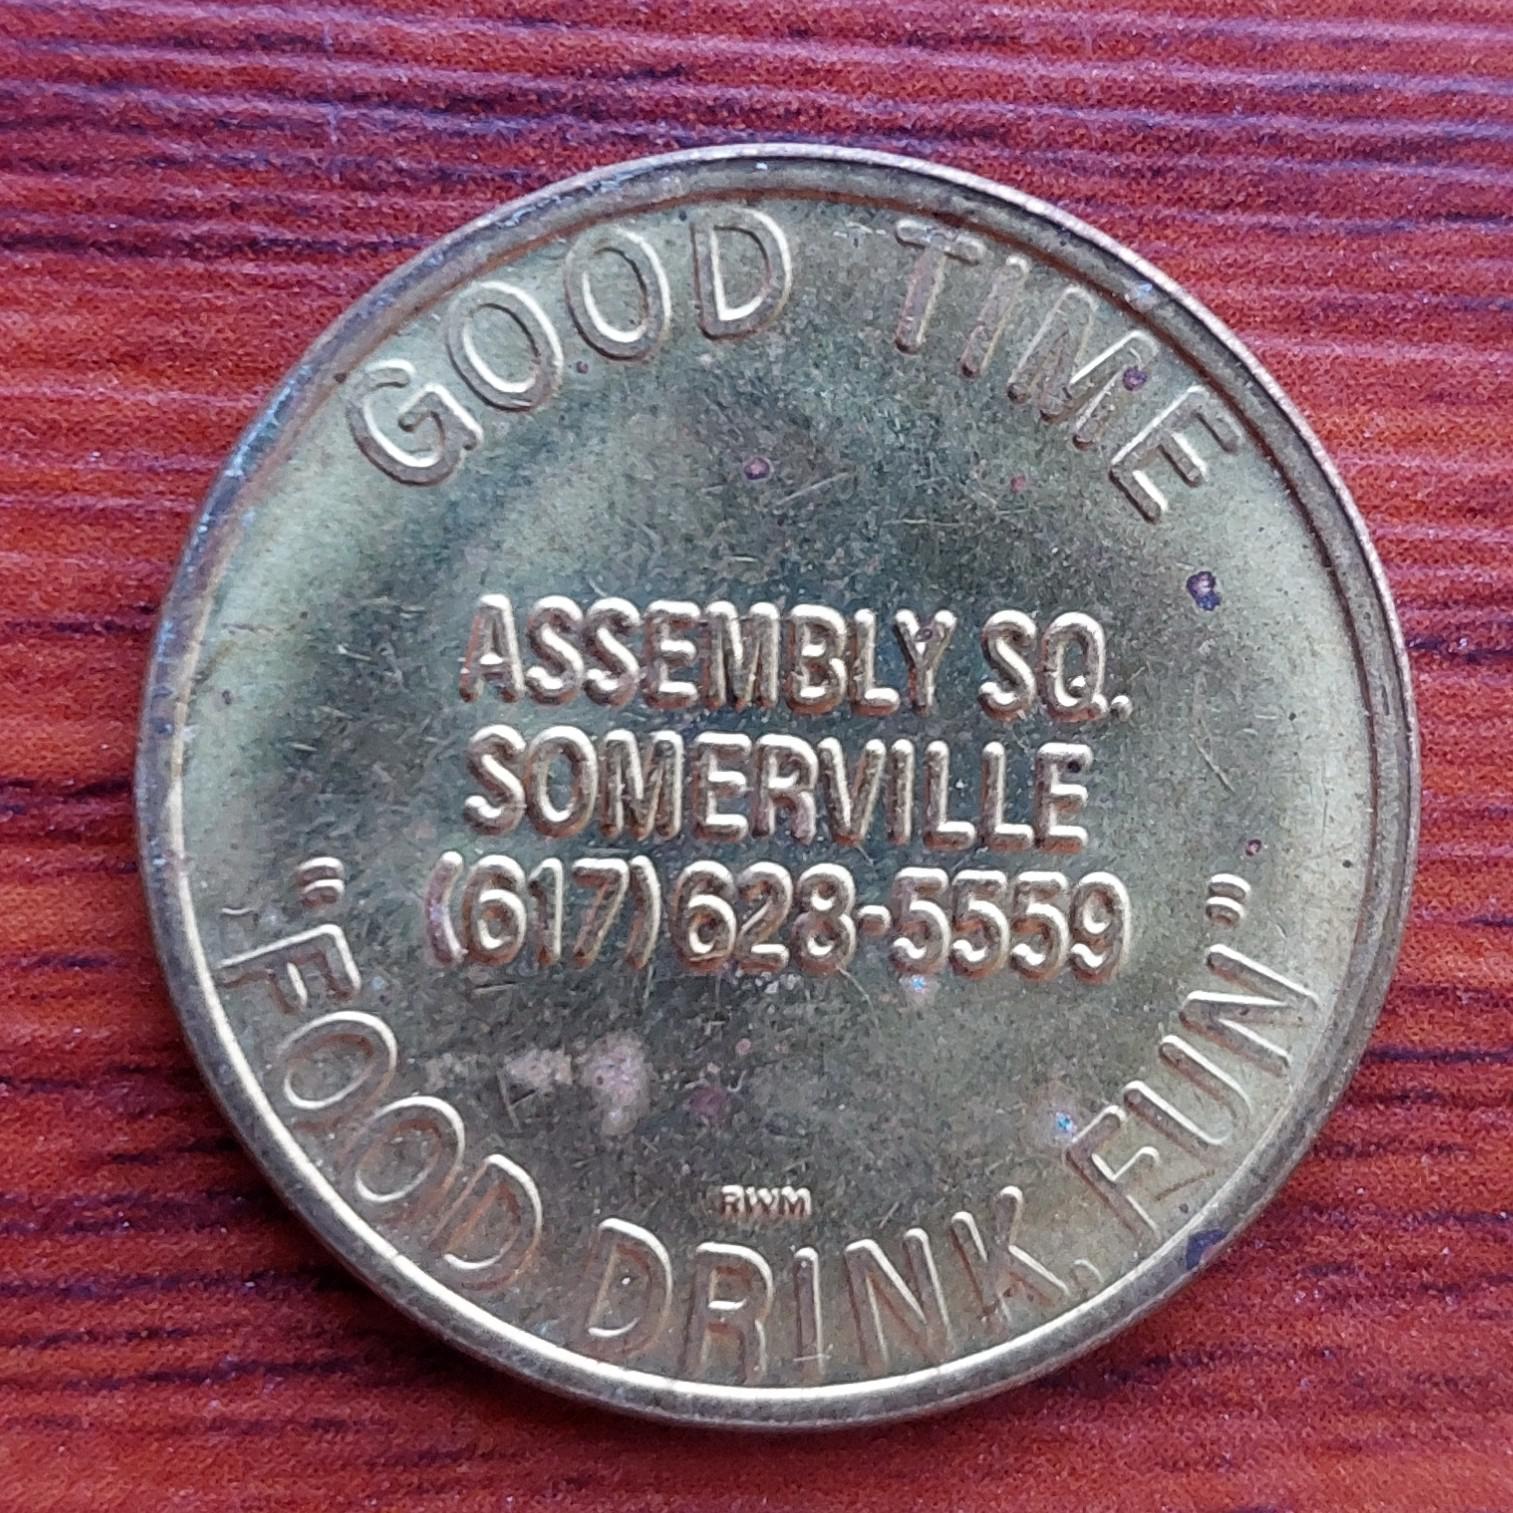 GOOD TIME
ASSEMBLY SQ.
SOMERVILLE
(617) 628-5559
RWM
"FOOD DRINK, FUN"